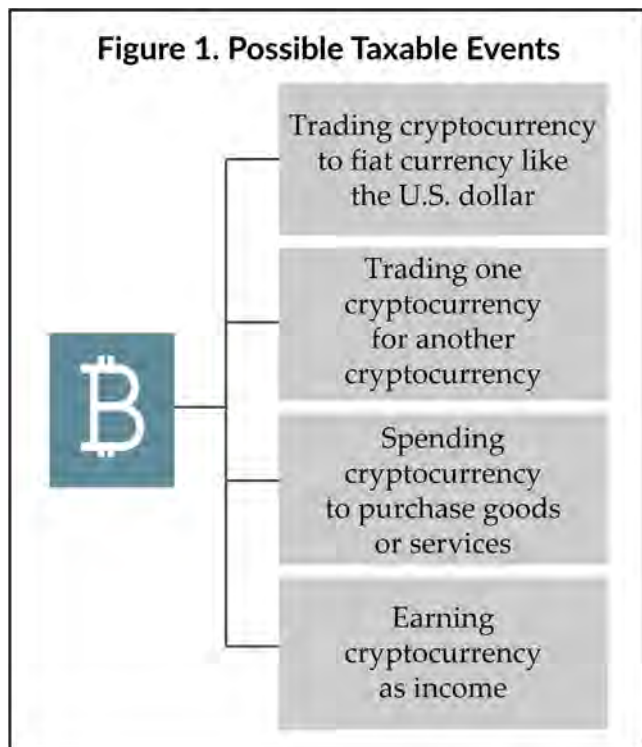 Figure 1. Possible Taxable Events
Trading cryptocurrency
to fiat currency like
the U.S. dollar
Trading one
cryptocurrency
for another
cryptocurrency
Spending
cryptocurrency
to purchase goods
or services
Earning
cryptocurrency
as income